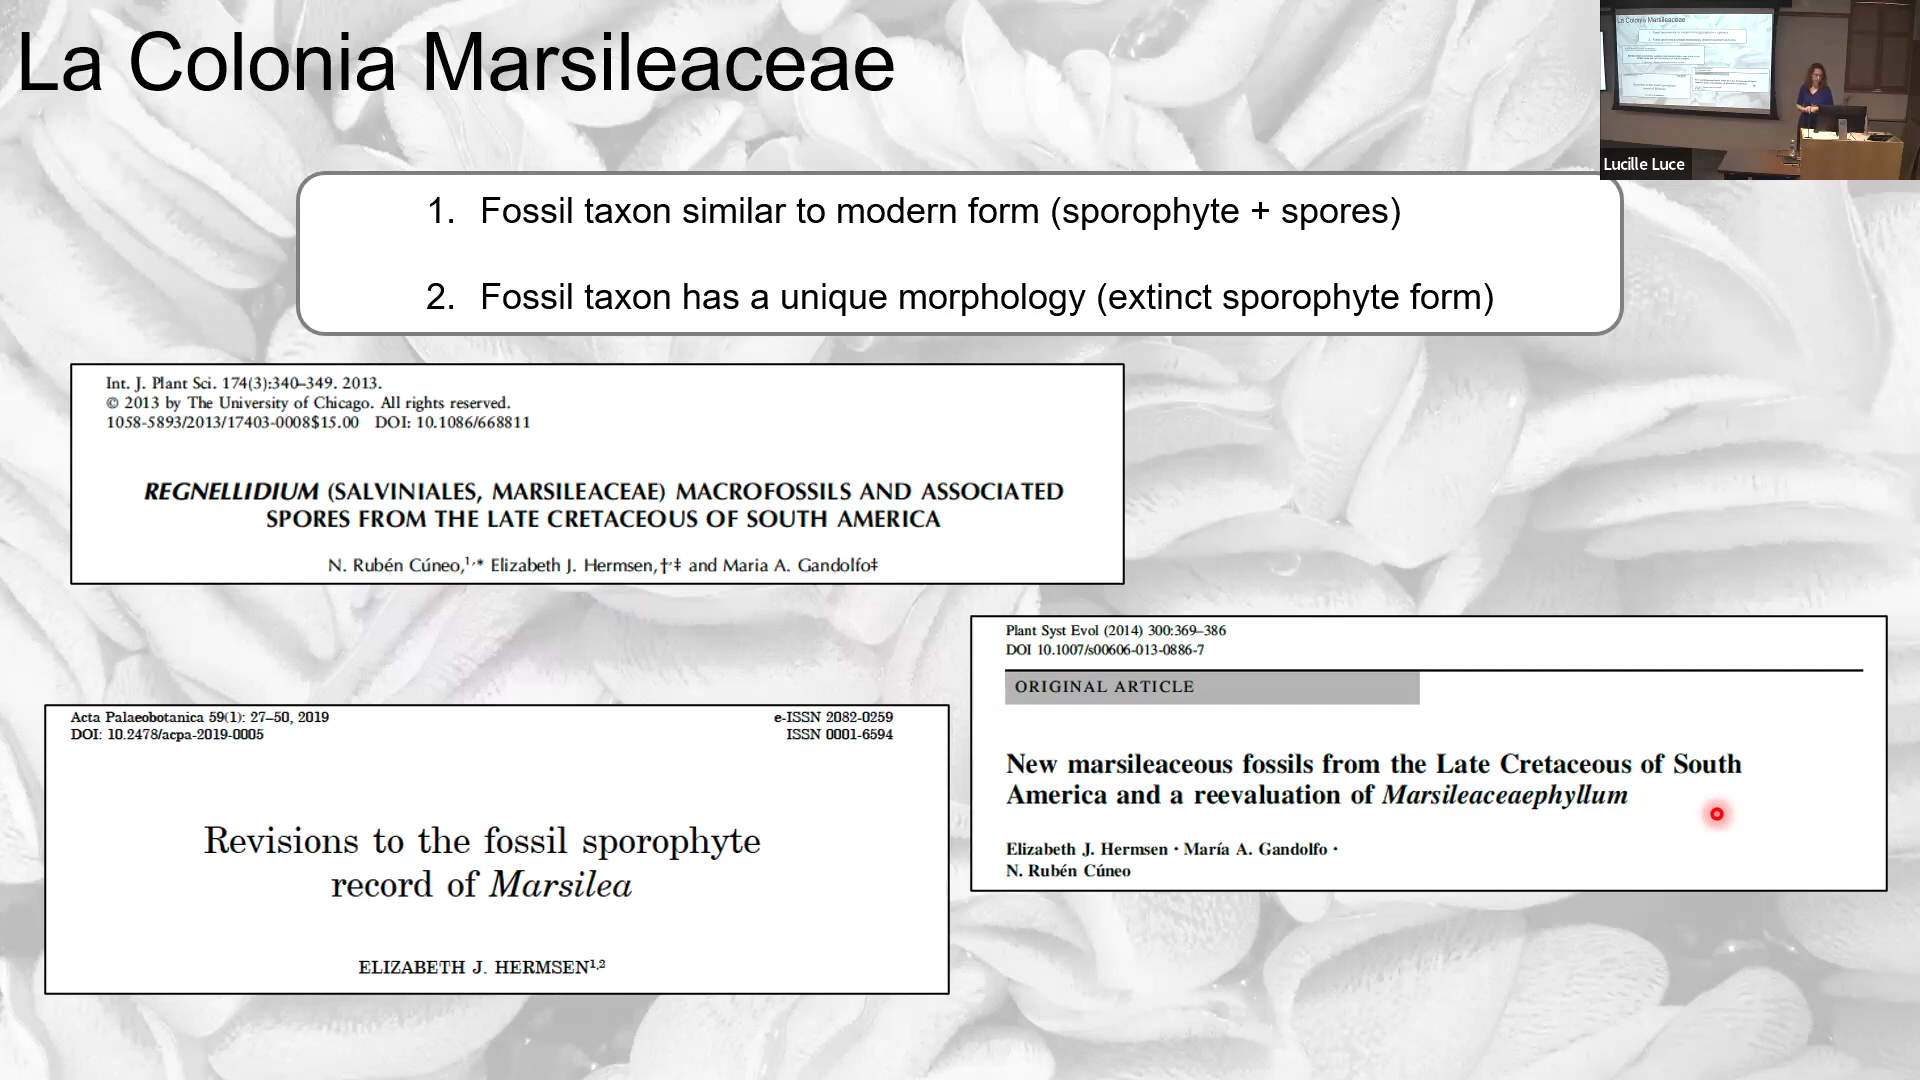 La Colonia Marsileaceae
La Colonia Marsileaceae
Lucille Luce
1. Fossil taxon similar to modern form (sporophyte + spores)
2. Fossil taxon has a unique morphology (extinct sporophyte form)
Int. J. Plant Sci. 174(3):340–349. 2013.
© 2013 by The University of Chicago. All rights reserved.
1058-5893/2013/17403-0008$15.00 DOI: 10.1086/668811
REGNELLIDIUM (SALVINIALES, MARSILEACEAE) MACROFOSSILS AND ASSOCIATED
SPORES FROM THE LATE CRETACEOUS OF SOUTH AMERICA
N. Rubén Cúneo,¹,* Elizabeth J. Hermsen,†,‡ and Maria A. Gandolfo‡
Plant Syst Evol (2014) 300:369–386
DOI 10.1007/s00606-013-0886-7
ORIGINAL ARTICLE
New marsileaceous fossils from the Late Cretaceous of South
America and a reevaluation of Marsileaceaephyllum
Elizabeth J. Hermsen · María A. Gandolfo ·
N. Rubén Cúneo
Acta Palaeobotanica 59(1): 27–50, 2019
DOI: 10.2478/acpa-2019-0005
e-ISSN 2082-0259
ISSN 0001-6594
Revisions to the fossil sporophyte
record of Marsilea
ELIZABETH J. HERMSEN¹,²